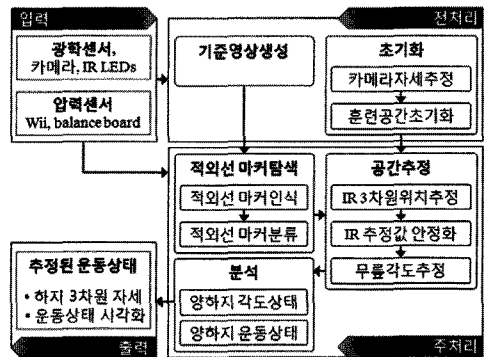 입력
광학센서,
카메라, IR LEDs
압력센서
Wii, balance board
전처리
기준영상생성
초기화
카메라자세추정
훈련공간초기화
적외선 마커탐색
적외선 마커인식
적외선 마커분류
공간추정
IR 3차원위치추정
IR 추정값 안정화
무릎각도추정
분석
양하지 각도상태
양하지 운동상태
주처리
추정된 운동상태
• 하지 3차원 자세
• 운동상태 시각화
출력